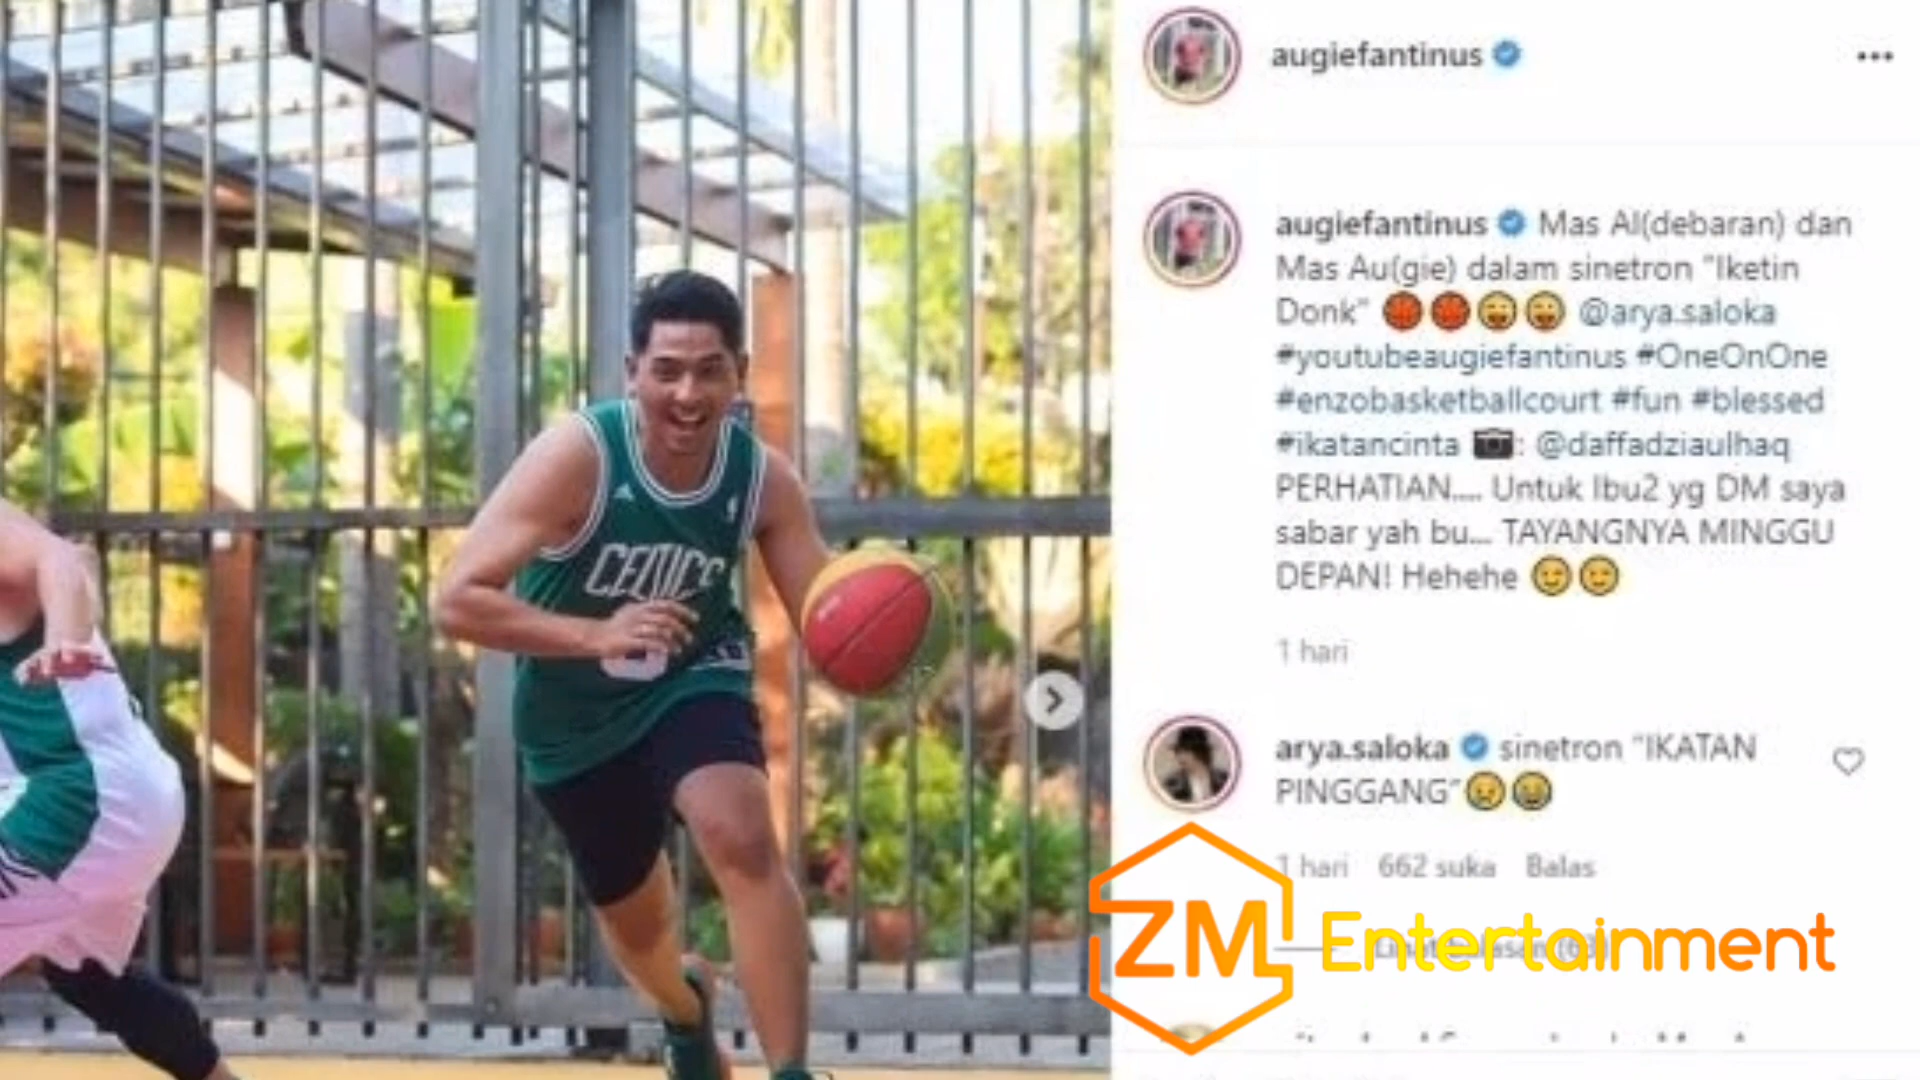 augiefantinus
augiefantinus Mas Al(debaran) dan
Mas Au(gie) dalam sinetron "Iketin
Donk" 🏀🏀😜😜 @arya.saloka
#youtubeaugiefantinus #OneOnOne
#enzobasketballcourt #fun #blessed
#ikatancinta 📷: @daffadziaulhaq
PERHATIAN.... Untuk Ibu2 yg DM saya
sabar yah bu... TAYANGNYA MINGGU
DEPAN! Hehehe 😉😉
1 hari
arya.saloka sinetron "IKATAN
PINGGANG"
1 hari 662 suka Balas
ZM Entertainment
CELTICS